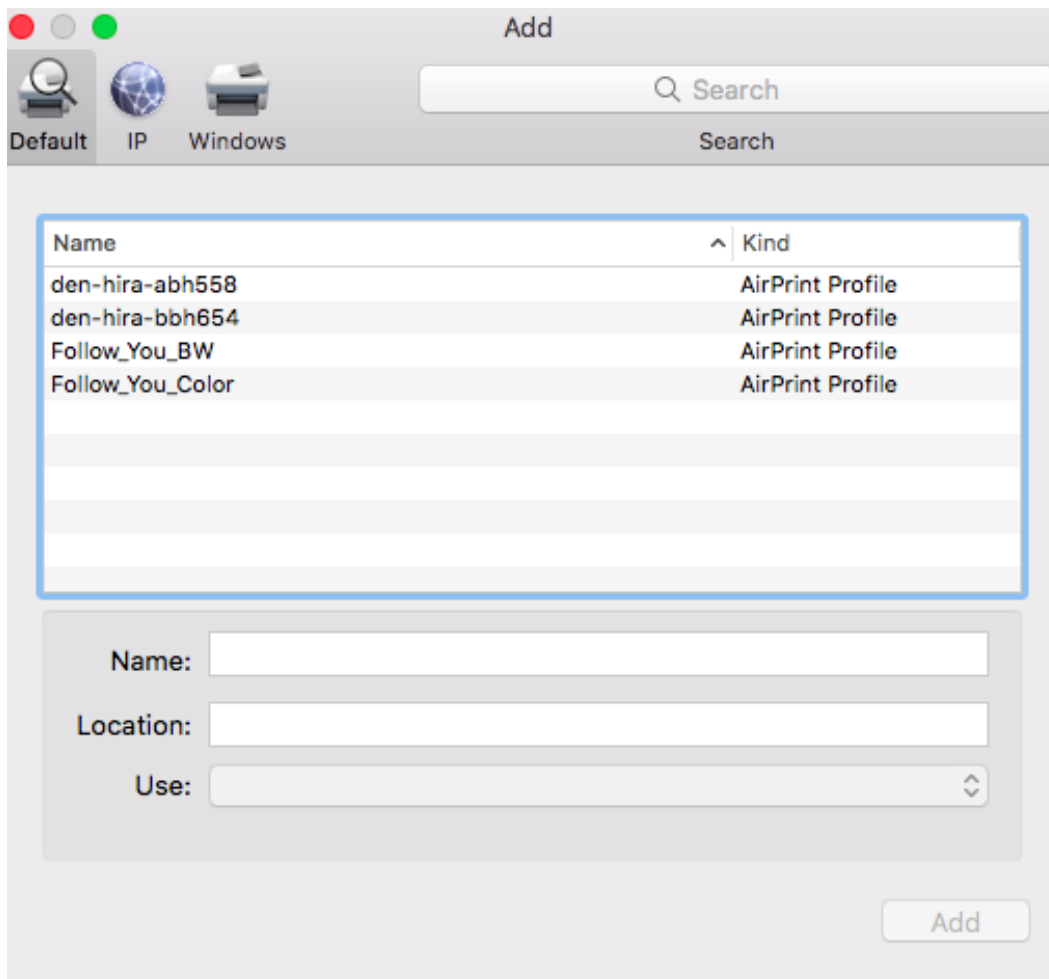 Add
Search
Default IP Windows Search
Name Kind
den-hira-abh558 AirPrint Profile
den-hira-bbh654 AirPrint Profile
Follow_You_BW AirPrint Profile
Follow_You_Color AirPrint Profile
Name:
Location:
Use:
Add